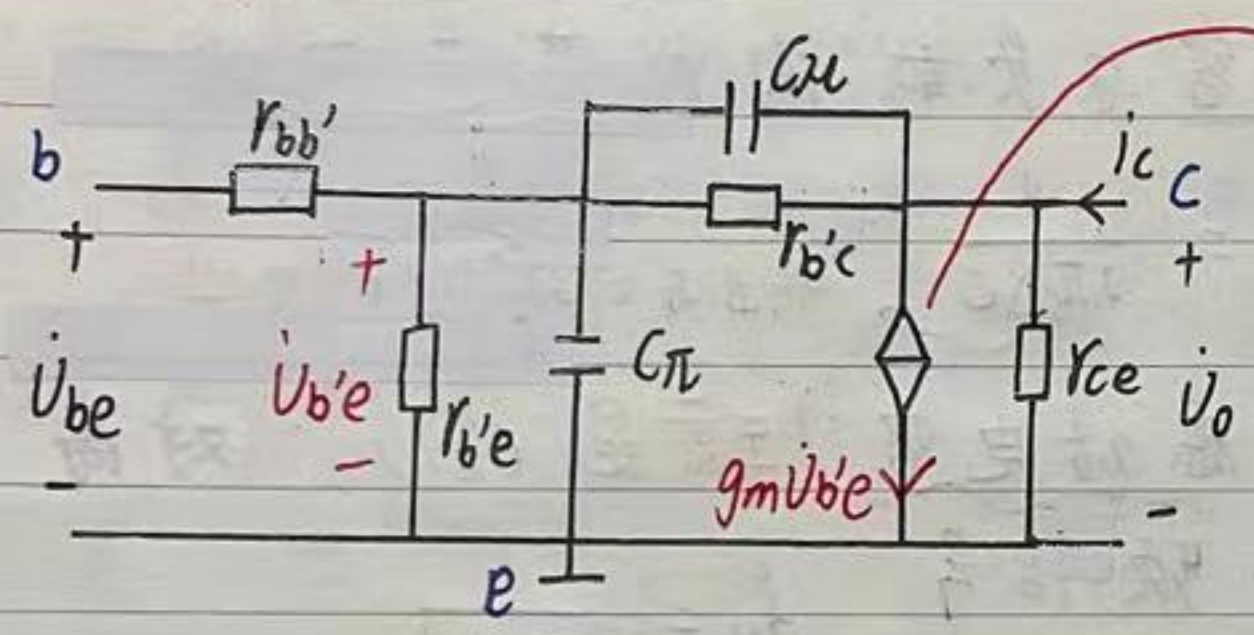 Cμ
rbb'
b
ic
c
+
+
rb'c
+
U̇be
U̇b'e
rb'e
Cπ
rce
U̇o
-
-
gmU̇b'e
-
e